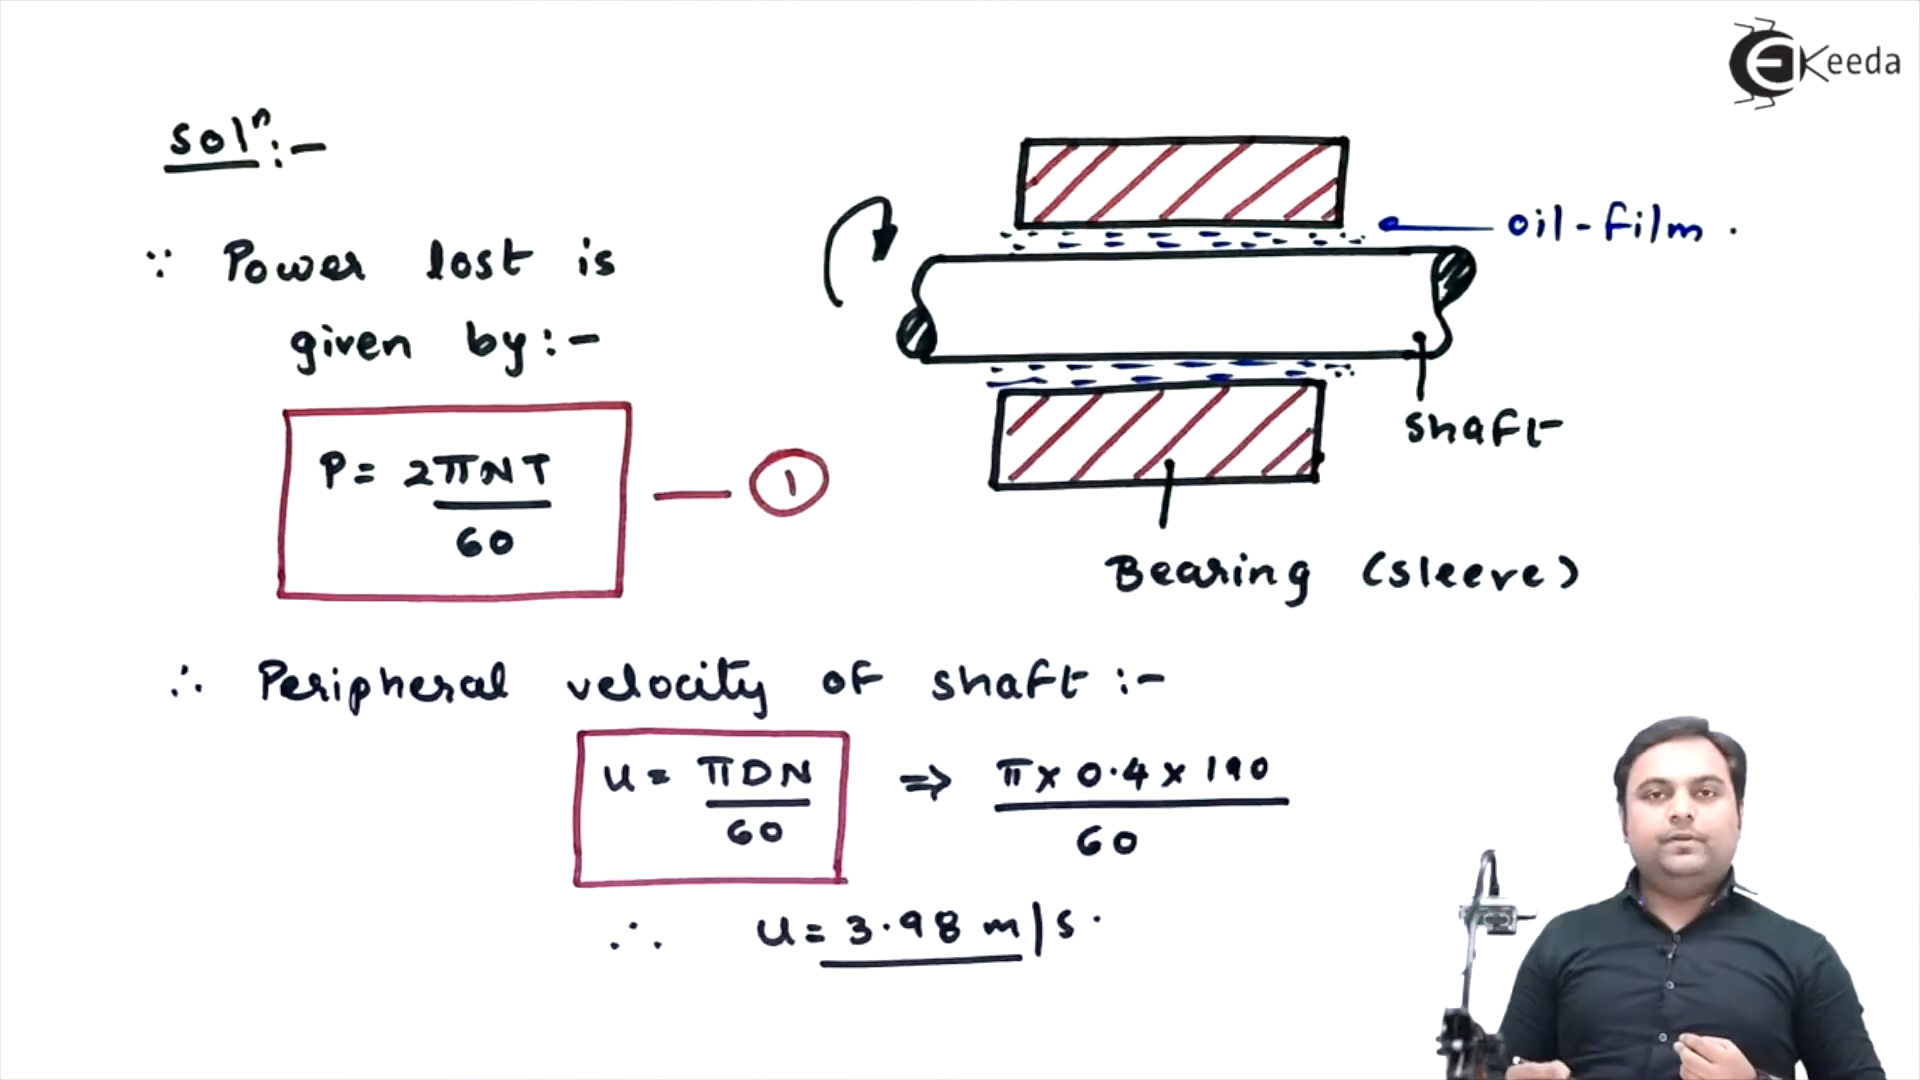 EKeeda
Solⁿ:-
∵ Power lost is
given by:-
P = 2πNT
60
— 1
oil-film.
shaft
Bearing (sleeve)
∴ Peripheral velocity of shaft :-
u = πDN
60
⇒ π x 0.4 x 190
60
∴ u = 3.98 m/s.